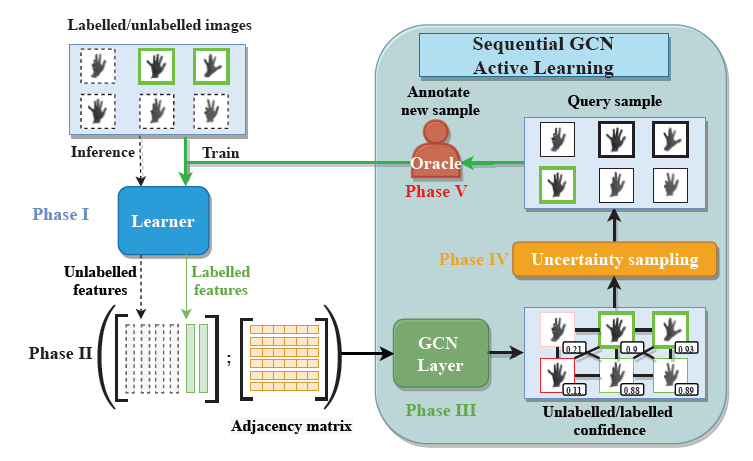 Labelled/unlabelled images
Sequential GCN
Active Learning
Annotate
new sample
Query sample
Inference
Train
Oracle
Phase V
Phase I
Learner
Phase IV
Uncertainty sampling
Unlabelled
features
Labelled
features
Phase II
;
GCN
Layer
0.21
0.9
0.93
0.11
0.88
0.89
Phase III
Adjacency matrix
Unlabelled/labelled
confidence